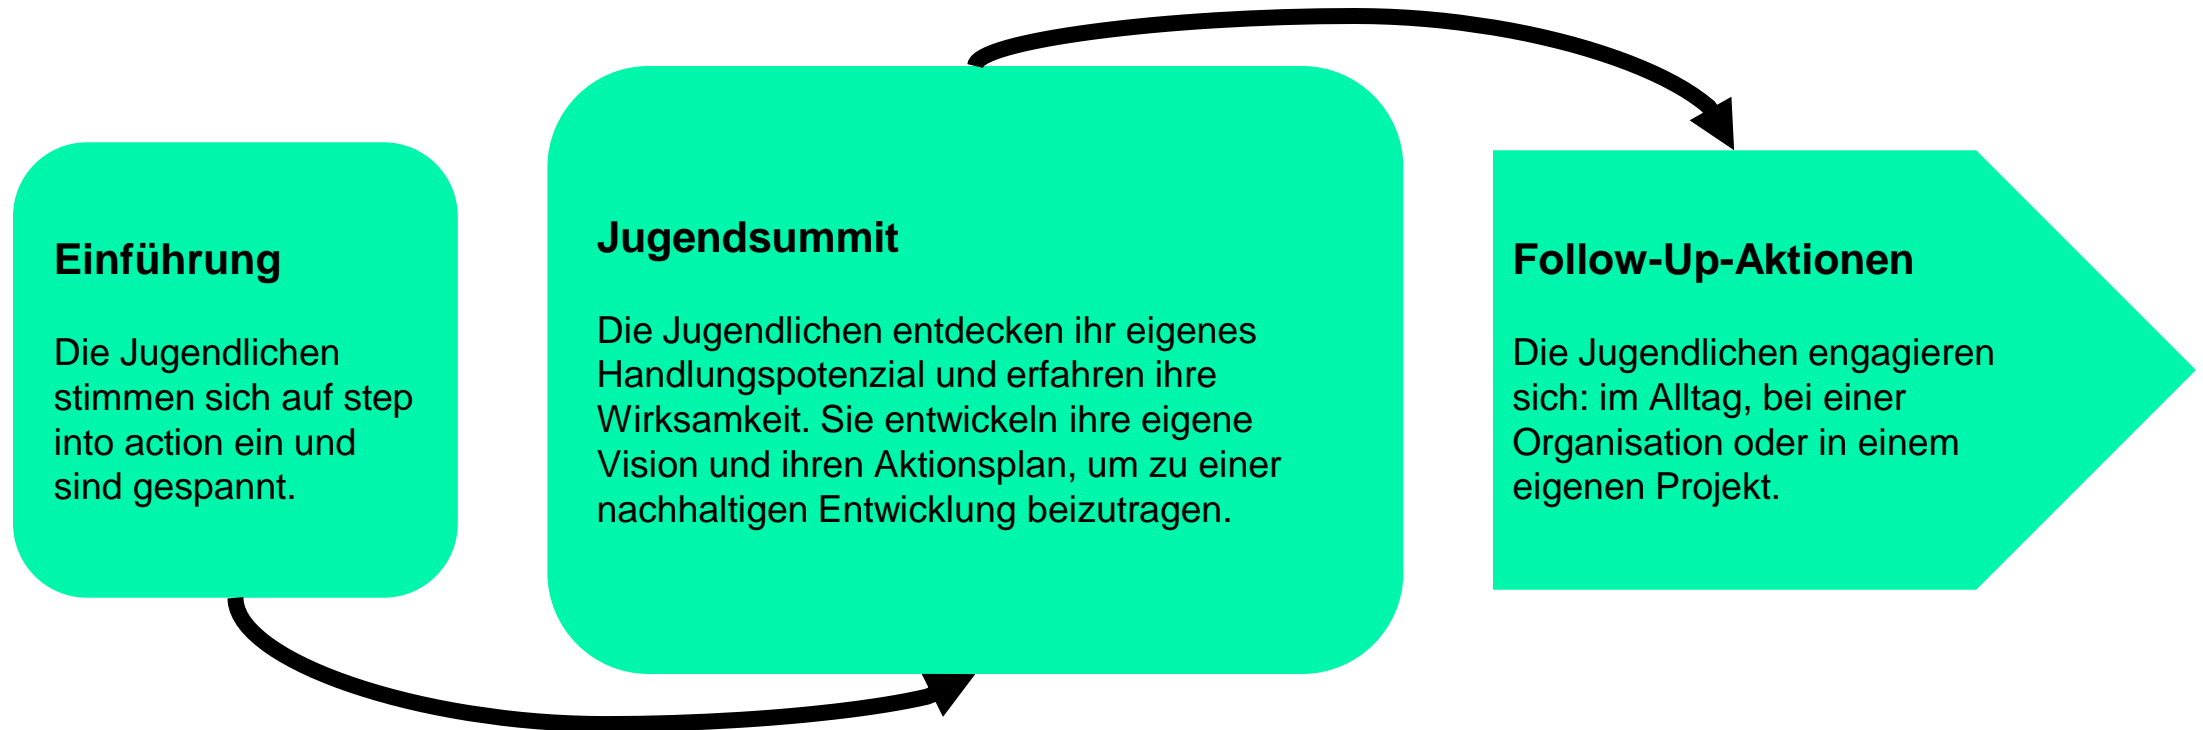 Einführung
Die Jugendlichen
stimmen sich auf step
into action ein und
sind gespannt.
Jugendsummit
Die Jugendlichen entdecken ihr eigenes
Handlungspotenzial und erfahren ihre
Wirksamkeit. Sie entwickeln ihre eigene
Vision und ihren Aktionsplan, um zu einer
nachhaltigen Entwicklung beizutragen.
Follow-Up-Aktionen
Die Jugendlichen engagieren
sich: im Alltag, bei einer
Organisation oder in einem
eigenen Projekt.